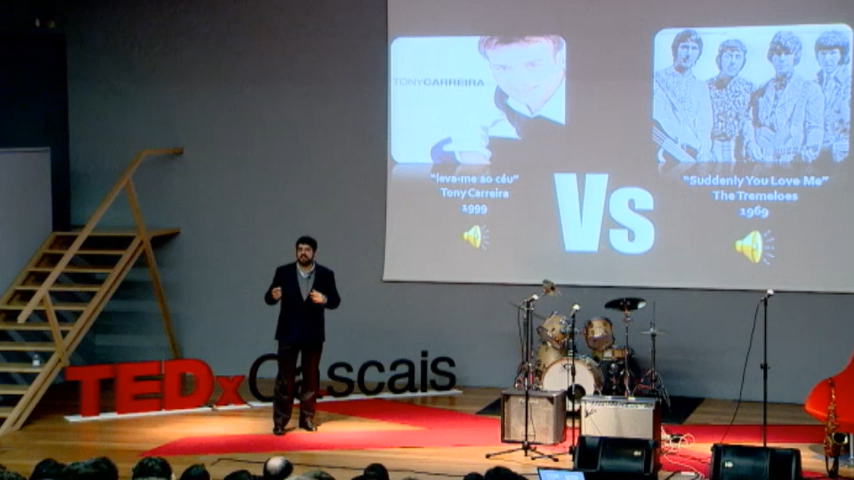 TONYCARREIRA
"leva-me ao céu"
Tony Carreira
1999
Vs
"Suddenly You Love Me"
The Tremeloes
1969
TEDxCascais